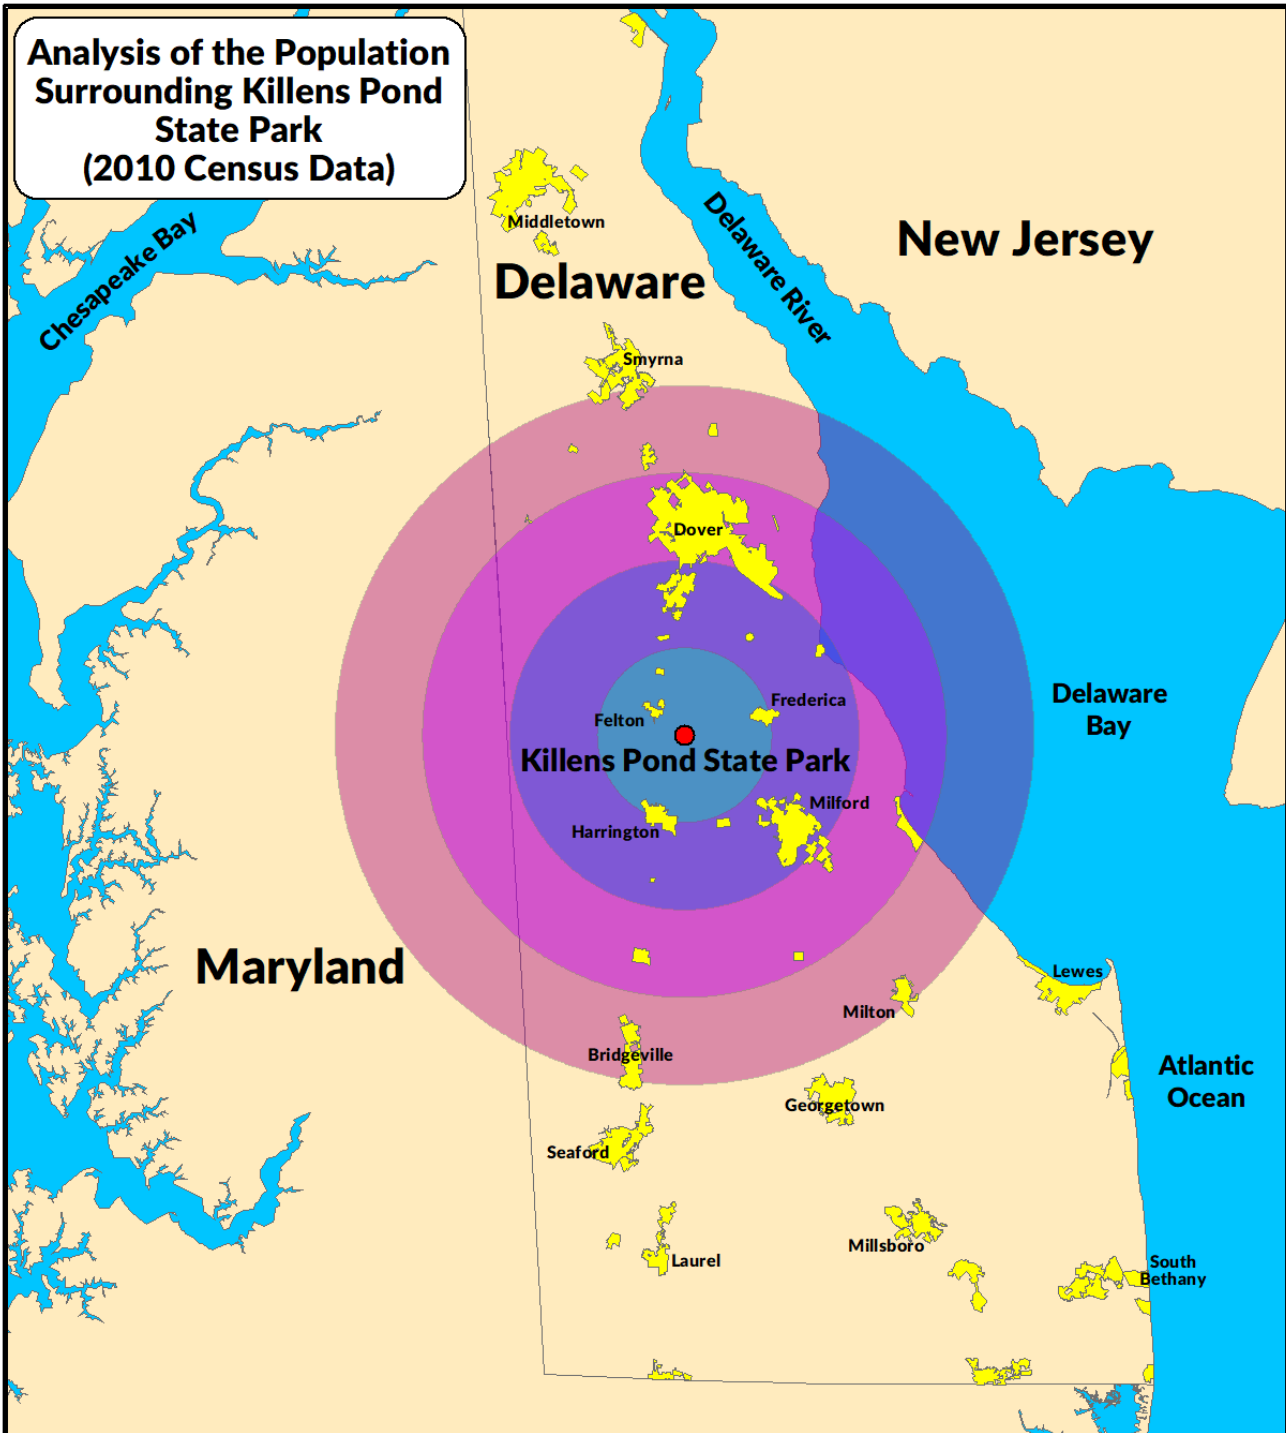 Analysis of the Population
Surrounding Killens Pond
State Park
(2010 Census Data)
Chesapeake Bay
Middletown
Delaware
Delaware River
New Jersey
Smyrna
Dover
Delaware
Bay
Frederica
Felton
Killens Pond State Park
Milford
Harrington
Maryland
Lewes
Milton
Bridgeville
Atlantic
Ocean
Georgetown
Seaford
Millsboro
Laurel
South
Bethany